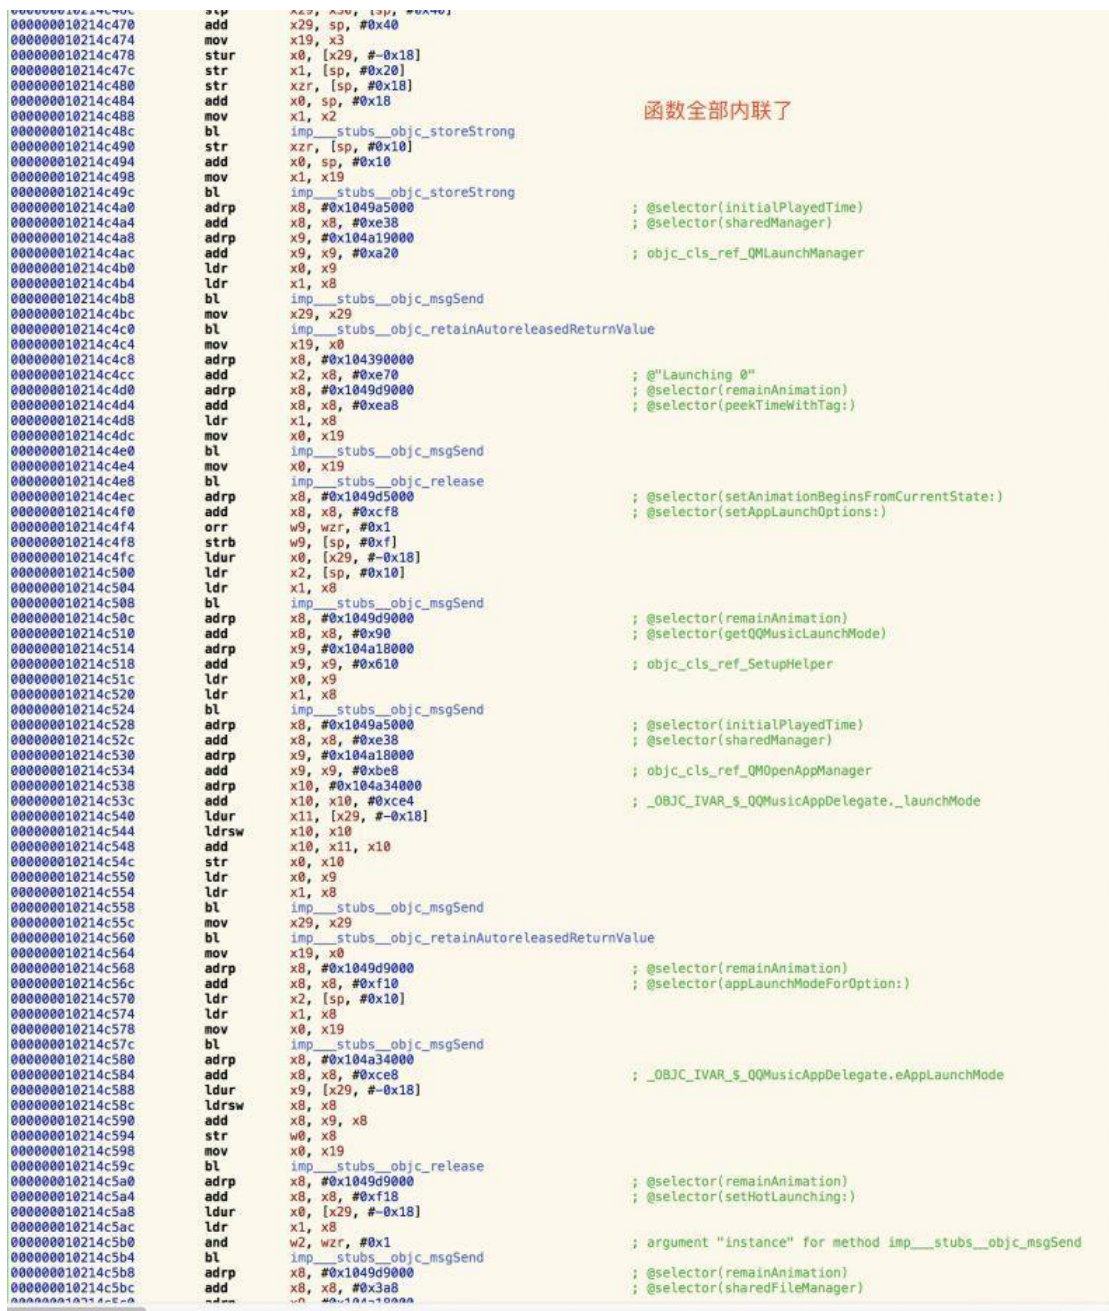 000000010214c46c stp x29, x30, [sp, #0x40]
000000010214c470 add x29, sp, #0x40
000000010214c474 mov x19, x3
000000010214c478 stur x0, [x29, #-0x18]
000000010214c47c str x1, [sp, #0x20]
000000010214c480 str xzr, [sp, #0x18]
000000010214c484 add x0, sp, #0x18
函数全部内联了
000000010214c488 mov x1, x2
000000010214c48c bl imp___stubs__objc_storeStrong
000000010214c490 str xzr, [sp, #0x10]
000000010214c494 add x0, sp, #0x10
000000010214c498 mov x1, x19
000000010214c49c bl imp___stubs__objc_storeStrong
000000010214c4a0 adrp x8, #0x1049a5000 ; @selector(initialPlayedTime)
000000010214c4a4 add x8, x8, #0xe38 ; @selector(sharedManager)
000000010214c4a8 adrp x9, #0x104a19000
000000010214c4ac add x9, x9, #0xa20 ; objc_cls_ref_QMLaunchManager
000000010214c4b0 ldr x0, x9
000000010214c4b4 ldr x1, x8
000000010214c4b8 bl imp___stubs__objc_msgSend
000000010214c4bc mov x29, x29
000000010214c4c0 bl imp___stubs__objc_retainAutoreleasedReturnValue
000000010214c4c4 mov x19, x0
000000010214c4c8 adrp x8, #0x104390000
000000010214c4cc add x2, x8, #0xe70 ; @"Launching 0"
000000010214c4d0 adrp x8, #0x1049d9000 ; @selector(remainAnimation)
000000010214c4d4 add x8, x8, #0xea8 ; @selector(peekTimeWithTag:)
000000010214c4d8 ldr x1, x8
000000010214c4dc mov x0, x19
000000010214c4e0 bl imp___stubs__objc_msgSend
000000010214c4e4 mov x0, x19
000000010214c4e8 bl imp___stubs__objc_release
000000010214c4ec adrp x8, #0x1049d5000 ; @selector(setAnimationBeginsFromCurrentState:)
000000010214c4f0 add x8, x8, #0xcf8 ; @selector(setAppLaunchOptions:)
000000010214c4f4 orr w9, wzr, #0x1
000000010214c4f8 strb w9, [sp, #0xf]
000000010214c4fc ldur x0, [x29, #-0x18]
000000010214c500 ldr x2, [sp, #0x10]
000000010214c504 ldr x1, x8
000000010214c508 bl imp___stubs__objc_msgSend
000000010214c50c adrp x8, #0x1049d9000 ; @selector(remainAnimation)
000000010214c510 add x8, x8, #0x90 ; @selector(getQQMusicLaunchMode)
000000010214c514 adrp x9, #0x104a18000
000000010214c518 add x9, x9, #0x610 ; objc_cls_ref_SetupHelper
000000010214c51c ldr x0, x9
000000010214c520 ldr x1, x8
000000010214c524 bl imp___stubs__objc_msgSend
000000010214c528 adrp x8, #0x1049a5000 ; @selector(initialPlayedTime)
000000010214c52c add x8, x8, #0xe38 ; @selector(sharedManager)
000000010214c530 adrp x9, #0x104a18000
000000010214c534 add x9, x9, #0xbe8 ; objc_cls_ref_QMOpenAppManager
000000010214c538 adrp x10, #0x104a34000
000000010214c53c add x10, x10, #0xce4 ; _OBJC_IVAR_$_QQMusicAppDelegate._launchMode
000000010214c540 ldur x11, [x29, #-0x18]
000000010214c544 ldrsw x10, x10
000000010214c548 add x10, x11, x10
000000010214c54c str x0, x10
000000010214c550 ldr x0, x9
000000010214c554 ldr x1, x8
000000010214c558 bl imp___stubs__objc_msgSend
000000010214c55c mov x29, x29
000000010214c560 bl imp___stubs__objc_retainAutoreleasedReturnValue
000000010214c564 mov x19, x0
000000010214c568 adrp x8, #0x1049d9000 ; @selector(remainAnimation)
000000010214c56c add x8, x8, #0xf10 ; @selector(appLaunchModeForOption:)
000000010214c570 ldr x2, [sp, #0x10]
000000010214c574 ldr x1, x8
000000010214c578 mov x0, x19
000000010214c57c bl imp___stubs__objc_msgSend
000000010214c580 adrp x8, #0x104a34000
000000010214c584 add x8, x8, #0xce8 ; _OBJC_IVAR_$_QQMusicAppDelegate.eAppLaunchMode
000000010214c588 ldur x9, [x29, #-0x18]
000000010214c58c ldrsw x8, x8
000000010214c590 add x8, x9, x8
000000010214c594 str w0, x8
000000010214c598 mov x0, x19
000000010214c59c bl imp___stubs__objc_release
000000010214c5a0 adrp x8, #0x1049d9000 ; @selector(remainAnimation)
000000010214c5a4 add x8, x8, #0xf18 ; @selector(setHotLaunching:)
000000010214c5a8 ldur x0, [x29, #-0x18]
000000010214c5ac ldr x1, x8
000000010214c5b0 and w2, wzr, #0x1 ; argument "instance" for method imp___stubs__objc_msgSend
000000010214c5b4 bl imp___stubs__objc_msgSend
000000010214c5b8 adrp x8, #0x1049d9000 ; @selector(remainAnimation)
000000010214c5bc add x8, x8, #0x3a8 ; @selector(sharedFileManager)
000000010214c5c0 adrp x9, #0x104a18000